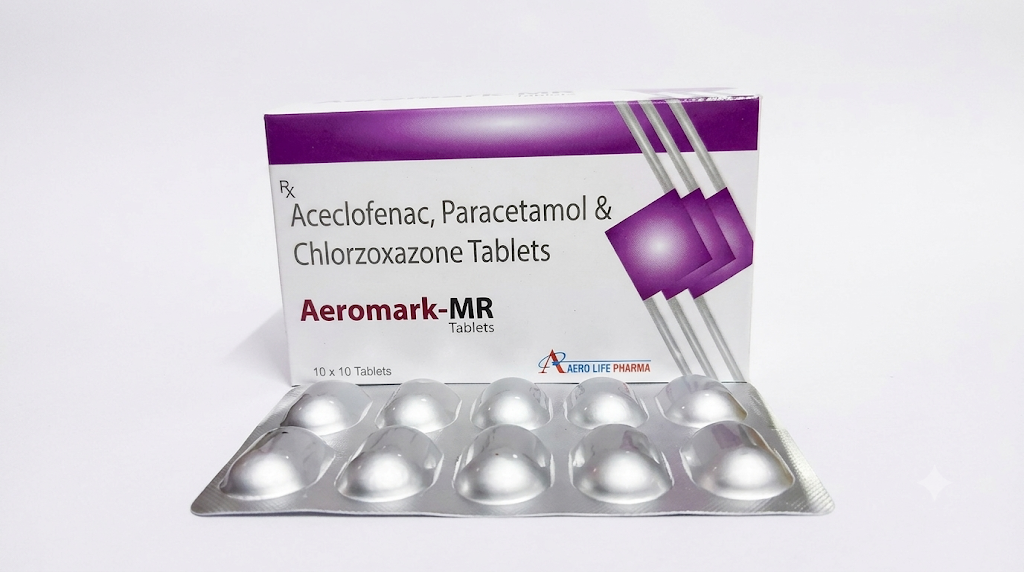 Rx
Aceclofenac, Paracetamol &
Chlorzoxazone Tablets
Aeromark-MR
Tablets
10 x 10 Tablets
AERO LIFE PHARMA